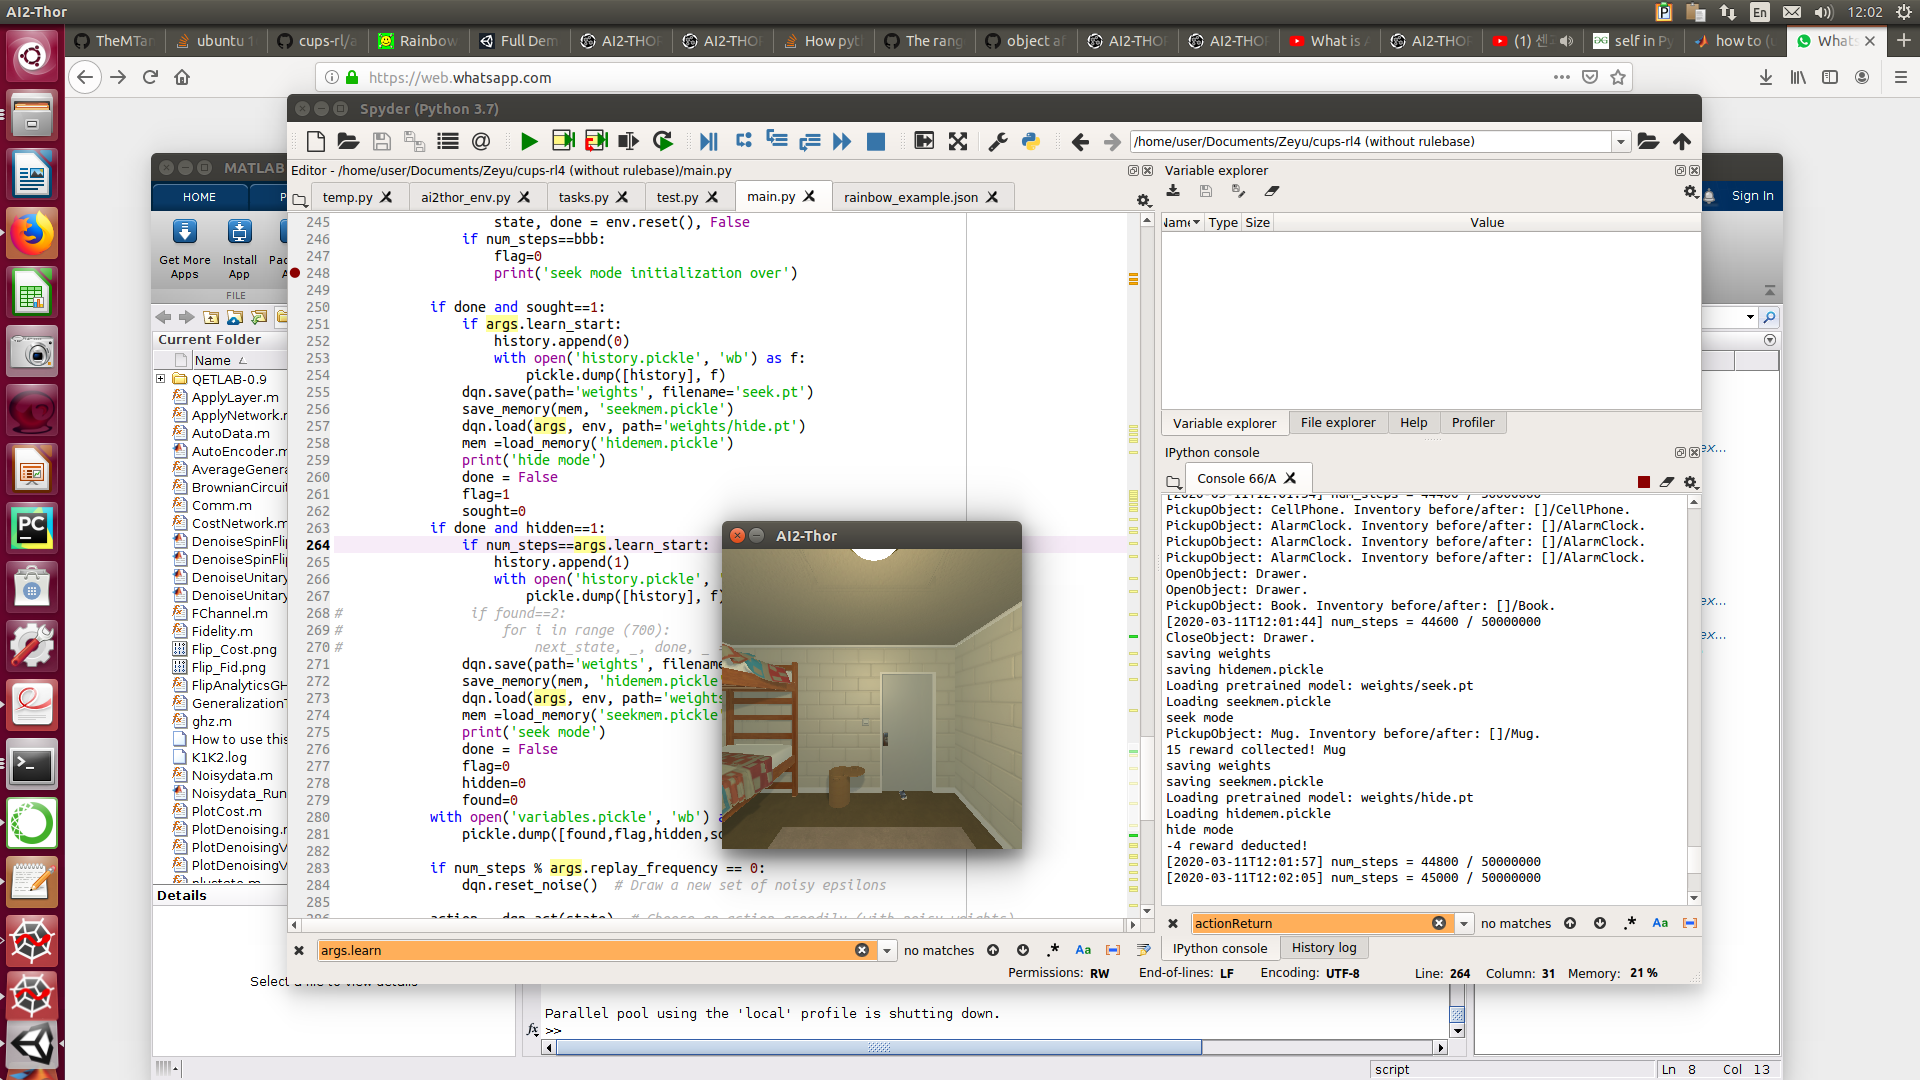 AI2-Thor
En
12:02
TheMTar
ubuntu 1
cups-rl/a
Rainbow
Full Dem
AI2-THOR
AI2-THOR
How pyt
The rang
object af
AI2-THOR
AI2-THOR
What is
AI2-THOR
(1) 센
self in Py
how to (u
Whats
https://web.whatsapp.com
Spyder (Python 3.7)
/home/user/Documents/Zeyu/cups-rl4 (without rulebase)
Editor - /home/user/Documents/Zeyu/cups-rl4 (without rulebase)/main.py
temp.py
ai2thor_env.py
tasks.py
test.py
main.py
rainbow_example.json
245 state, done = env.reset(), False
246 if num_steps==bbb:
247 flag=0
248 print('seek mode initialization over')
249
250 if done and sought==1:
251 if args.learn_start:
252 history.append(0)
253 with open('history.pickle', 'wb') as f:
254 pickle.dump([history], f)
255 dqn.save(path='weights', filename='seek.pt')
256 save_memory(mem, 'seekmem.pickle')
257 dqn.load(args, env, path='weights/hide.pt')
258 mem =load_memory('hidemem.pickle')
259 print('hide mode')
260 done = False
261 flag=1
262 sought=0
263 if done and hidden==1:
264 if num_steps==args.learn_start:
265 history.append(1)
266 with open('history.pickle',
267 pickle.dump([history], f)
268 # if found==2:
269 # for i in range (700):
270 # next_state, _, done, _
271 dqn.save(path='weights', filename
272 save_memory(mem, 'hidemem.pickle
273 dqn.load(args, env, path='weights
274 mem =load_memory('seekmem.pickle
275 print('seek mode')
276 done = False
277 flag=0
278 hidden=0
279 found=0
280 with open('variables.pickle', 'wb')
281 pickle.dump([found,flag,hidden,so
282
283 if num_steps % args.replay_frequency == 0:
284 dqn.reset_noise() # Draw a new set of noisy epsilons
285
AI2-Thor
args.learn
no matches
Aa
Variable explorer
Name Type Size Value
Variable explorer
File explorer
Help
Profiler
IPython console
Console 66/A
[2020-03-11T12:01:34] num_steps = 44400 / 50000000
PickupObject: CellPhone. Inventory before/after: []/CellPhone.
PickupObject: AlarmClock. Inventory before/after: []/AlarmClock.
PickupObject: AlarmClock. Inventory before/after: []/AlarmClock.
PickupObject: AlarmClock. Inventory before/after: []/AlarmClock.
OpenObject: Drawer.
OpenObject: Drawer.
PickupObject: Book. Inventory before/after: []/Book.
[2020-03-11T12:01:44] num_steps = 44600 / 50000000
CloseObject: Drawer.
saving weights
saving hidemem.pickle
Loading pretrained model: weights/seek.pt
Loading seekmem.pickle
seek mode
PickupObject: Mug. Inventory before/after: []/Mug.
15 reward collected! Mug
saving weights
saving seekmem.pickle
Loading pretrained model: weights/hide.pt
Loading hidemem.pickle
hide mode
-4 reward deducted!
[2020-03-11T12:01:57] num_steps = 44800 / 50000000
[2020-03-11T12:02:05] num_steps = 45000 / 50000000
actionReturn
no matches
Aa
IPython console
History log
Permissions: RW End-of-lines: LF Encoding: UTF-8 Line: 264 Column: 31 Memory: 21 %
MATLAB
HOME
P
Sign In
Get More Apps
Install App
FILE
Current Folder
Name
QETLAB-0.9
ApplyLayer.m
ApplyNetwork.m
AutoData.m
AutoEncoder.m
AverageGenera
BrownianCircuit
Comm.m
CostNetwork.m
DenoiseSpinFlip
DenoiseUnitary
DenoiseUnitary
FChannel.m
Fidelity.m
Flip_Cost.png
Flip_Fid.png
FlipAnalyticsGH
GeneralizationT
ghz.m
How to use this
K1K2.log
Noisydata.m
Noisydata_Run
PlotCost.m
PlotDenoising.m
PlotDenoisingV
PlotDenoisingV
Details
Select a file to view details
ex...
ex...
ex...
Parallel pool using the 'local' profile is shutting down.
fx >>
script
Ln 8 Col 13